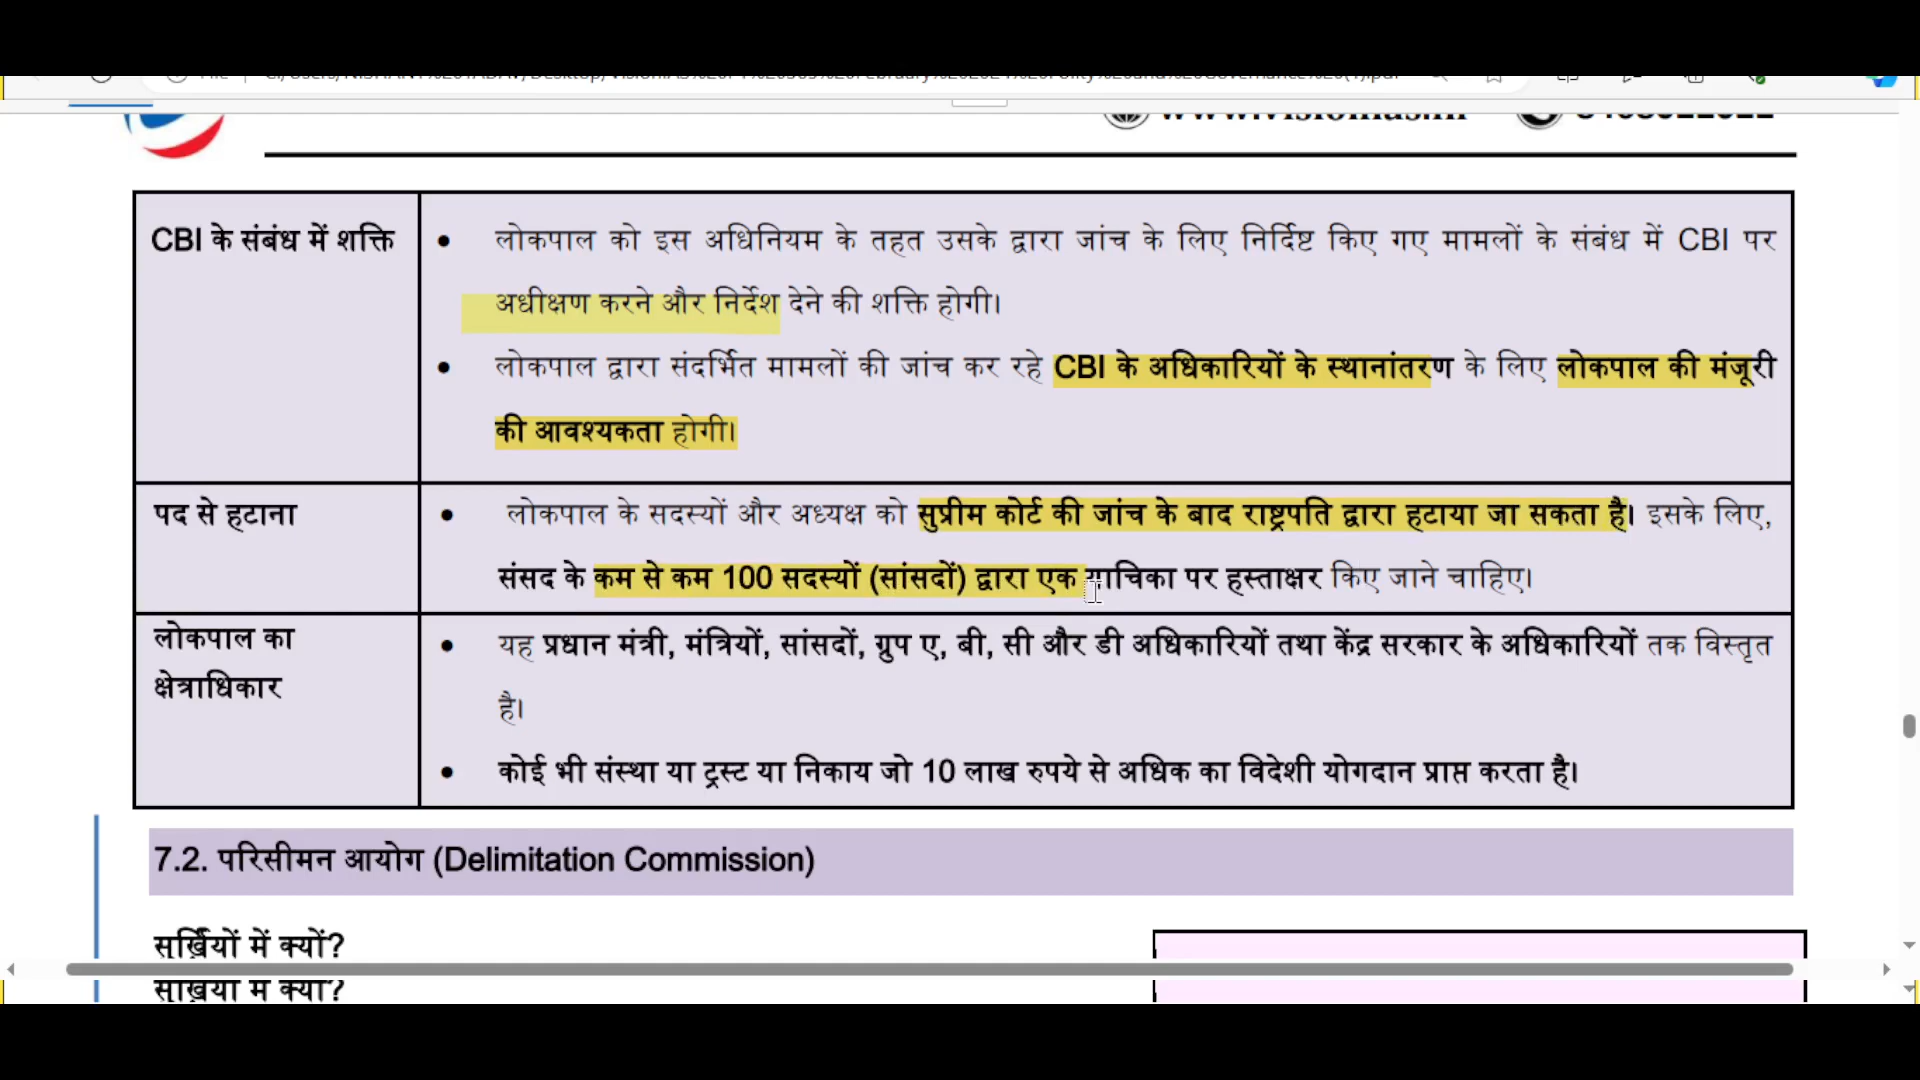 CBI के संबंध में शक्ति
• लोकपाल को इस अधिनियम के तहत उसके द्वारा जांच के लिए निर्दिष्ट किए गए मामलों के संबंध में CBI पर
अधीक्षण करने और निर्देश देने की शक्ति होगी।
• लोकपाल द्वारा संदर्भित मामलों की जांच कर रहे CBI के अधिकारियों के स्थानांतरण के लिए लोकपाल की मंजूरी
की आवश्यकता होगी।
पद से हटाना
• लोकपाल के सदस्यों और अध्यक्ष को सुप्रीम कोर्ट की जांच के बाद राष्ट्रपति द्वारा हटाया जा सकता है। इसके लिए,
संसद के कम से कम 100 सदस्यों (सांसदों) द्वारा एक याचिका पर हस्ताक्षर किए जाने चाहिए।
लोकपाल का
क्षेत्राधिकार
• यह प्रधान मंत्री, मंत्रियों, सांसदों, ग्रुप ए, बी, सी और डी अधिकारियों तथा केंद्र सरकार के अधिकारियों तक विस्तृत
है।
• कोई भी संस्था या ट्रस्ट या निकाय जो 10 लाख रुपये से अधिक का विदेशी योगदान प्राप्त करता है।
7.2. परिसीमन आयोग (Delimitation Commission)
सुर्ख़ियों में क्यों?